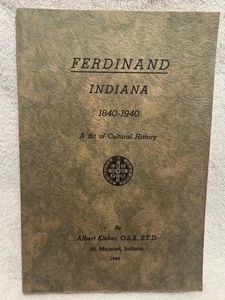 FERDINAND
INDIANA
1840-1940
A Bit of Cultural History
By
Albert Kleber, O.S.B., S.T.D.
St. Meinrad, Indiana
1940